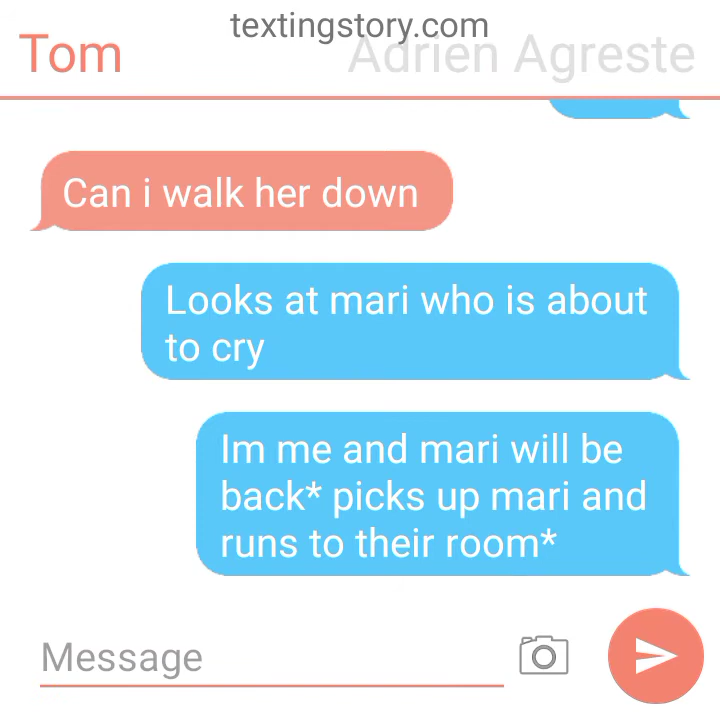 textingstory.com
Tom
Adrien Agreste
Can i walk her down
Looks at mari who is about
to cry
Im me and mari will be
back* picks up mari and
runs to their room*
Message